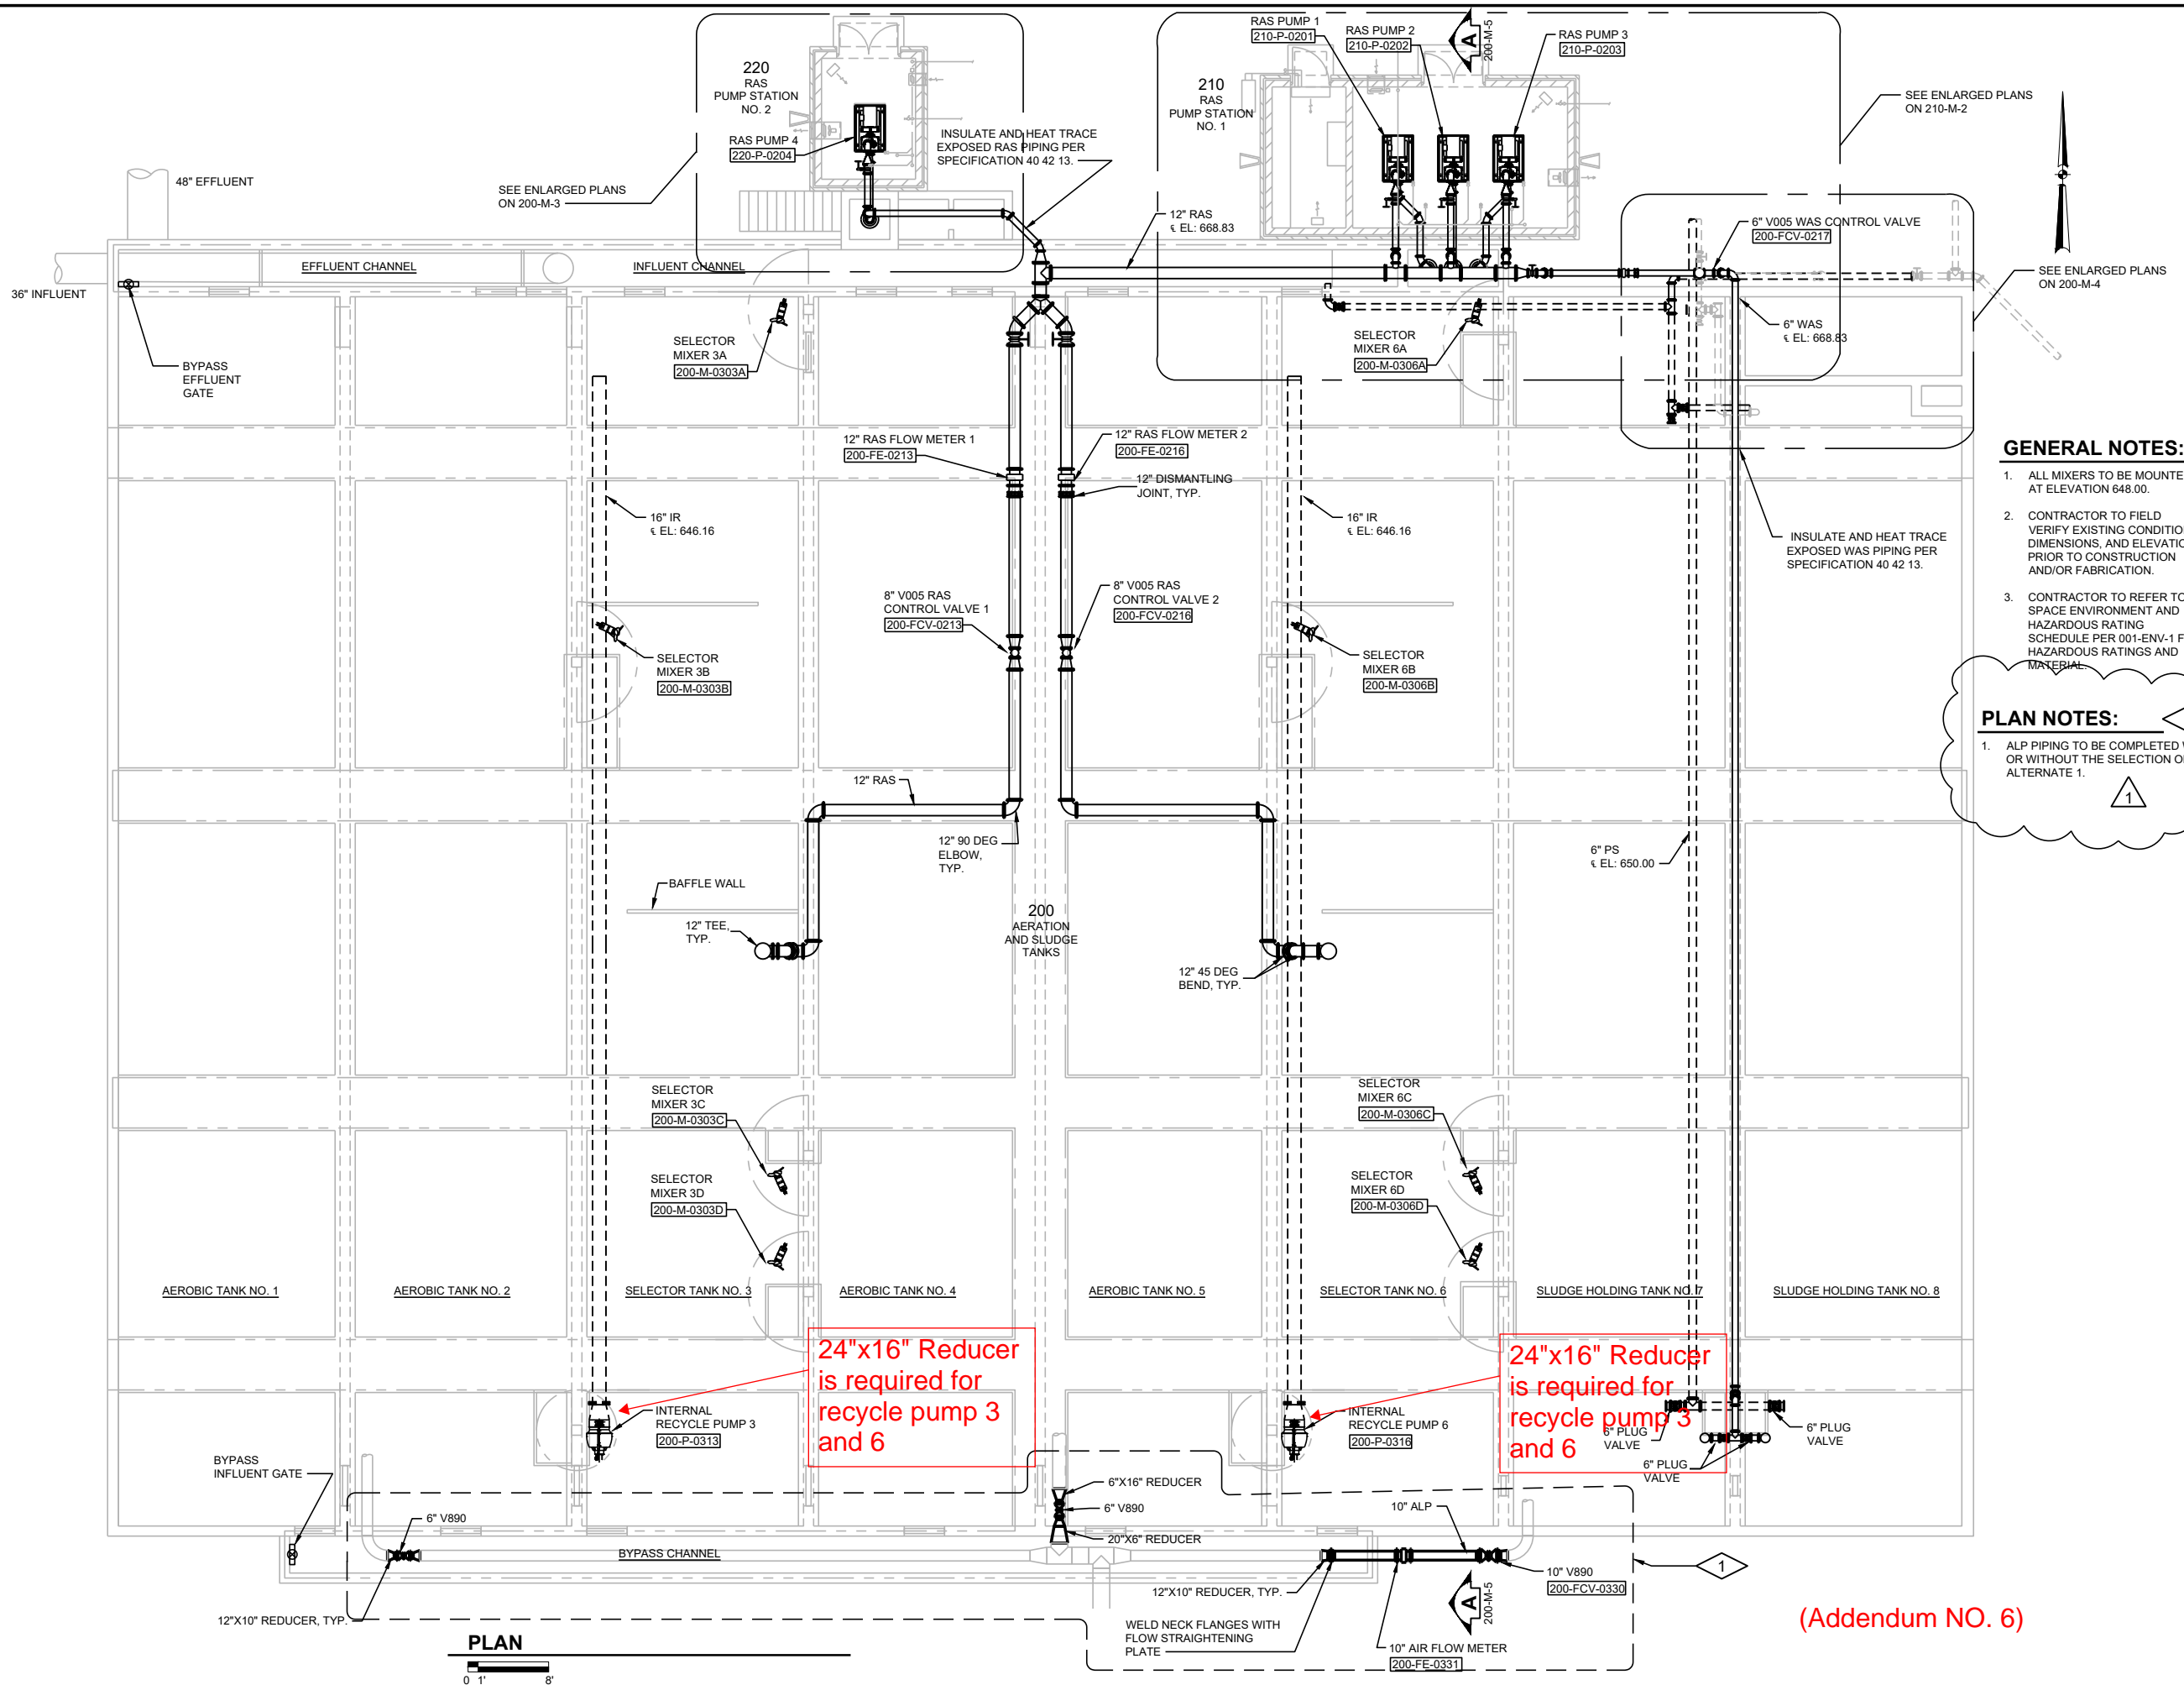 220
RAS
PUMP STATION
NO. 2
RAS PUMP 4
220-P-0204
INSULATE AND HEAT TRACE
EXPOSED RAS PIPING PER
SPECIFICATION 40 42 13.
SEE ENLARGED PLANS
ON 200-M-3
48" EFFLUENT
36" INFLUENT
EFFLUENT CHANNEL
INFLUENT CHANNEL
BYPASS
EFFLUENT
GATE
RAS PUMP 1
210-P-0201
RAS PUMP 2
210-P-0202
A
200-M-5
RAS PUMP 3
210-P-0203
210
RAS
PUMP STATION
NO. 1
SEE ENLARGED PLANS
ON 210-M-2
12" RAS
℄ EL: 668.83
6" V005 WAS CONTROL VALVE
200-FCV-0217
SEE ENLARGED PLANS
ON 200-M-4
6" WAS
℄ EL: 668.83
SELECTOR
MIXER 3A
200-M-0303A
SELECTOR
MIXER 6A
200-M-0306A
12" RAS FLOW METER 1
200-FE-0213
12" RAS FLOW METER 2
200-FE-0216
12" DISMANTLING
JOINT, TYP.
16" IR
℄ EL: 646.16
16" IR
℄ EL: 646.16
INSULATE AND HEAT TRACE
EXPOSED WAS PIPING PER
SPECIFICATION 40 42 13.
GENERAL NOTES:
1. ALL MIXERS TO BE MOUNTE
AT ELEVATION 648.00.
2. CONTRACTOR TO FIELD
VERIFY EXISTING CONDITIO
DIMENSIONS, AND ELEVATIO
PRIOR TO CONSTRUCTION
AND/OR FABRICATION.
3. CONTRACTOR TO REFER TO
SPACE ENVIRONMENT AND
HAZARDOUS RATING
SCHEDULE PER 001-ENV-1 F
HAZARDOUS RATINGS AND
MATERIAL.
PLAN NOTES:
1. ALP PIPING TO BE COMPLETED
OR WITHOUT THE SELECTION O
ALTERNATE 1.
1
8" V005 RAS
CONTROL VALVE 1
200-FCV-0213
8" V005 RAS
CONTROL VALVE 2
200-FCV-0216
SELECTOR
MIXER 3B
200-M-0303B
SELECTOR
MIXER 6B
200-M-0306B
12" RAS
12" 90 DEG
ELBOW,
TYP.
BAFFLE WALL
12" TEE,
TYP.
200
AERATION
AND SLUDGE
TANKS
12" 45 DEG
BEND, TYP.
6" PS
℄ EL: 650.00
SELECTOR
MIXER 3C
200-M-0303C
SELECTOR
MIXER 3D
200-M-0303D
SELECTOR
MIXER 6C
200-M-0306C
SELECTOR
MIXER 6D
200-M-0306D
AEROBIC TANK NO. 1
AEROBIC TANK NO. 2
SELECTOR TANK NO. 3
AEROBIC TANK NO. 4
AEROBIC TANK NO. 5
SELECTOR TANK NO. 6
SLUDGE HOLDING TANK NO. 7
SLUDGE HOLDING TANK NO. 8
24"x16" Reducer
is required for
recycle pump 3
and 6
24"x16" Reducer
is required for
recycle pump 3
and 6
INTERNAL
RECYCLE PUMP 3
200-P-0313
INTERNAL
RECYCLE PUMP 6
200-P-0316
6" PLUG
VALVE
6" PLUG
VALVE
6" PLUG
VALVE
BYPASS
INFLUENT GATE
6" V890
6"X16" REDUCER
6" V890
20"X6" REDUCER
BYPASS CHANNEL
10" ALP
12"X10" REDUCER, TYP.
12"X10" REDUCER, TYP.
10" V890
200-FCV-0330
1
WELD NECK FLANGES WITH
FLOW STRAIGHTENING
PLATE
A
200-M-5
10" AIR FLOW METER
200-FE-0331
(Addendum NO. 6)
PLAN
0 1' 8'